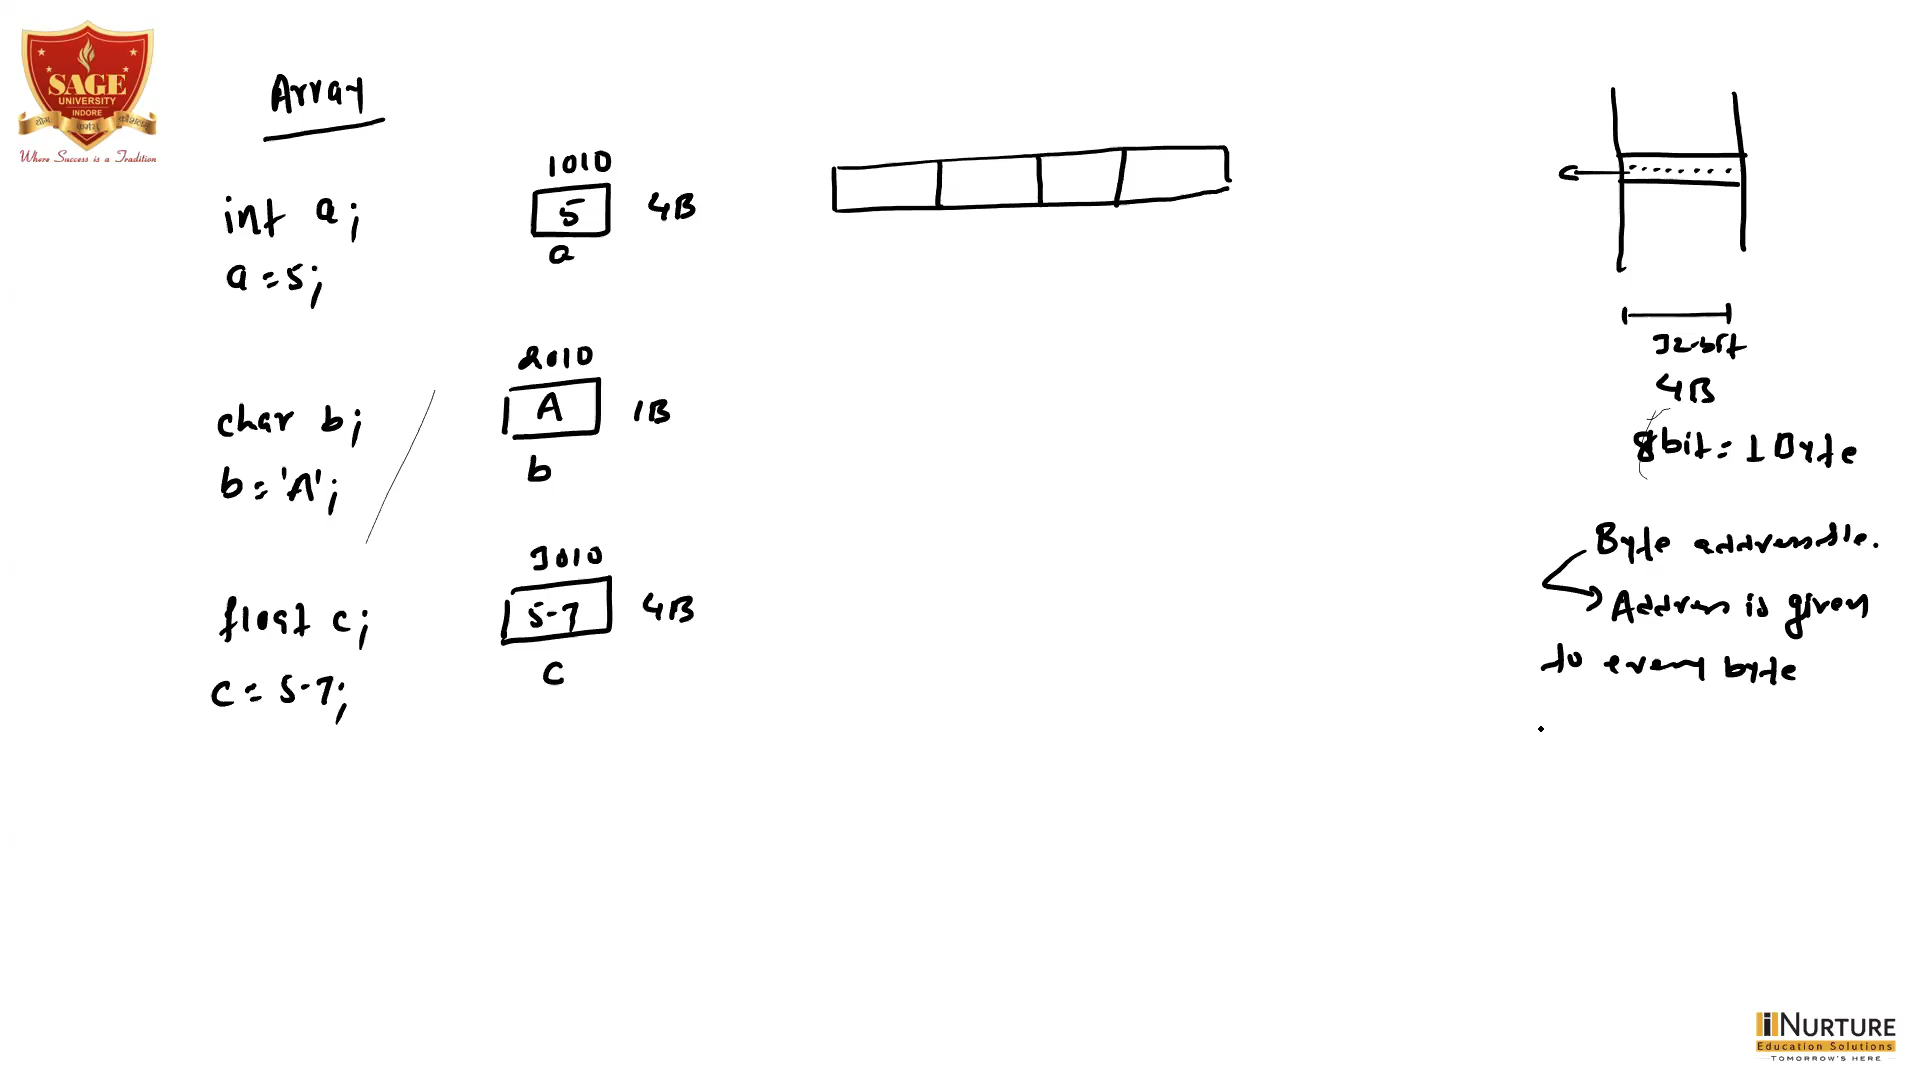 SAGE
UNIVERSITY
INDORE
Where Success is a Tradition
Array
int a;
a = 5;
1010
5
a
4B
char b;
b = 'A';
2010
A
b
1B
float c;
c = 5.7;
3010
5.7
c
4B
32-bit
4B
8bit = 1 Byte
Byte addressable.
Address is given
to every byte
iNURTURE
Education Solutions
TOMORROW'S HERE